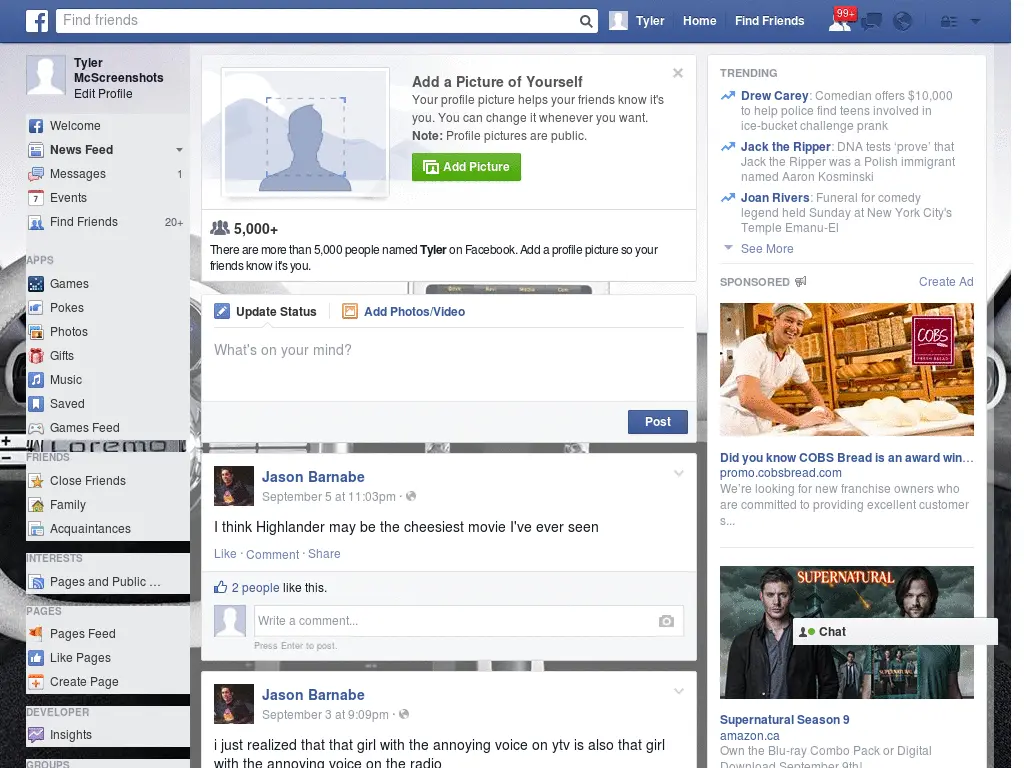 Find friends
Tyler
Home
Find Friends
99+
Tyler
McScreenshots
Edit Profile
Welcome
News Feed
Messages
1
7
Events
Find Friends
20+
APPS
Games
Pokes
Photos
Gifts
Music
Saved
Games Feed
FRIENDS
Close Friends
Family
Acquaintances
INTERESTS
Pages and Public ...
PAGES
Pages Feed
Like Pages
Create Page
DEVELOPER
Insights
GROUPS
Add a Picture of Yourself
Your profile picture helps your friends know it's
you. You can change it whenever you want.
Note: Profile pictures are public.
Add Picture
5,000+
There are more than 5,000 people named Tyler on Facebook. Add a profile picture so your
friends know it's you.
Update Status
Add Photos/Video
What's on your mind?
Post
Jason Barnabe
September 5 at 11:03pm ·
I think Highlander may be the cheesiest movie I've ever seen
Like · Comment · Share
2 people like this.
Write a comment...
Press Enter to post.
Jason Barnabe
September 3 at 9:09pm ·
i just realized that that girl with the annoying voice on ytv is also that girl
with the annoying voice on the radio
TRENDING
Drew Carey: Comedian offers $10,000
to help police find teens involved in
ice-bucket challenge prank
Jack the Ripper: DNA tests 'prove' that
Jack the Ripper was a Polish immigrant
named Aaron Kosminski
Joan Rivers: Funeral for comedy
legend held Sunday at New York City's
Temple Emanu-El
See More
SPONSORED
Create Ad
COBS
FRESH BREAD
Did you know COBS Bread is an award win...
promo.cobsbread.com
We're looking for new franchise owners who
are committed to providing excellent customer
s...
SUPERNATURAL
Chat
Supernatural Season 9
amazon.ca
Own the Blu-ray Combo Pack or Digital
Download September 9th!